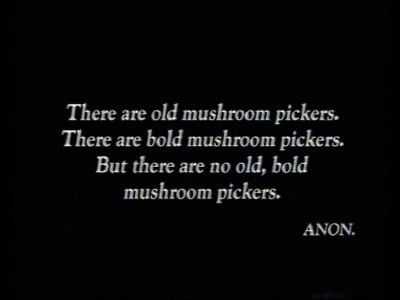 There are old mushroom pickers.
There are bold mushroom pickers.
But there are no old, bold
mushroom pickers.
ANON.